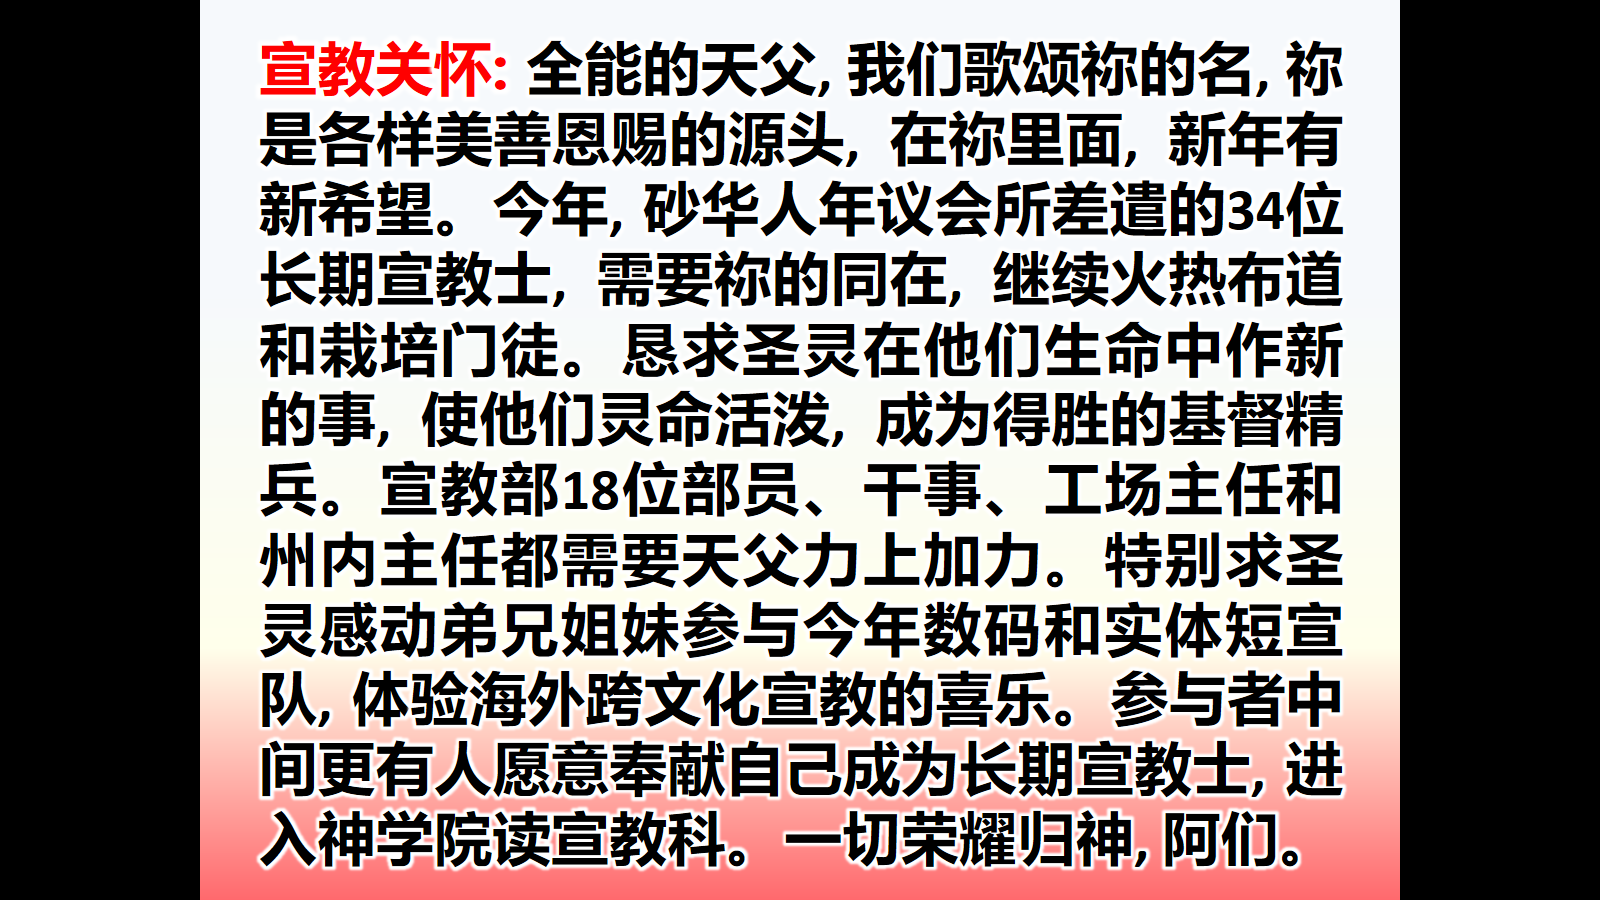 宣教关怀: 全能的天父, 我们歌颂祢的名, 祢
是各样美善恩赐的源头, 在祢里面, 新年有
新希望。今年, 砂华人年议会所差遣的34位
长期宣教士, 需要祢的同在, 继续火热布道
和栽培门徒。恳求圣灵在他们生命中作新
的事, 使他们灵命活泼, 成为得胜的基督精
兵。宣教部18位部员、干事、工场主任和
州内主任都需要天父力上加力。特别求圣
灵感动弟兄姐妹参与今年数码和实体短宣
队, 体验海外跨文化宣教的喜乐。参与者中
间更有人愿意奉献自己成为长期宣教士, 进
入神学院读宣教科。一切荣耀归神, 阿们。